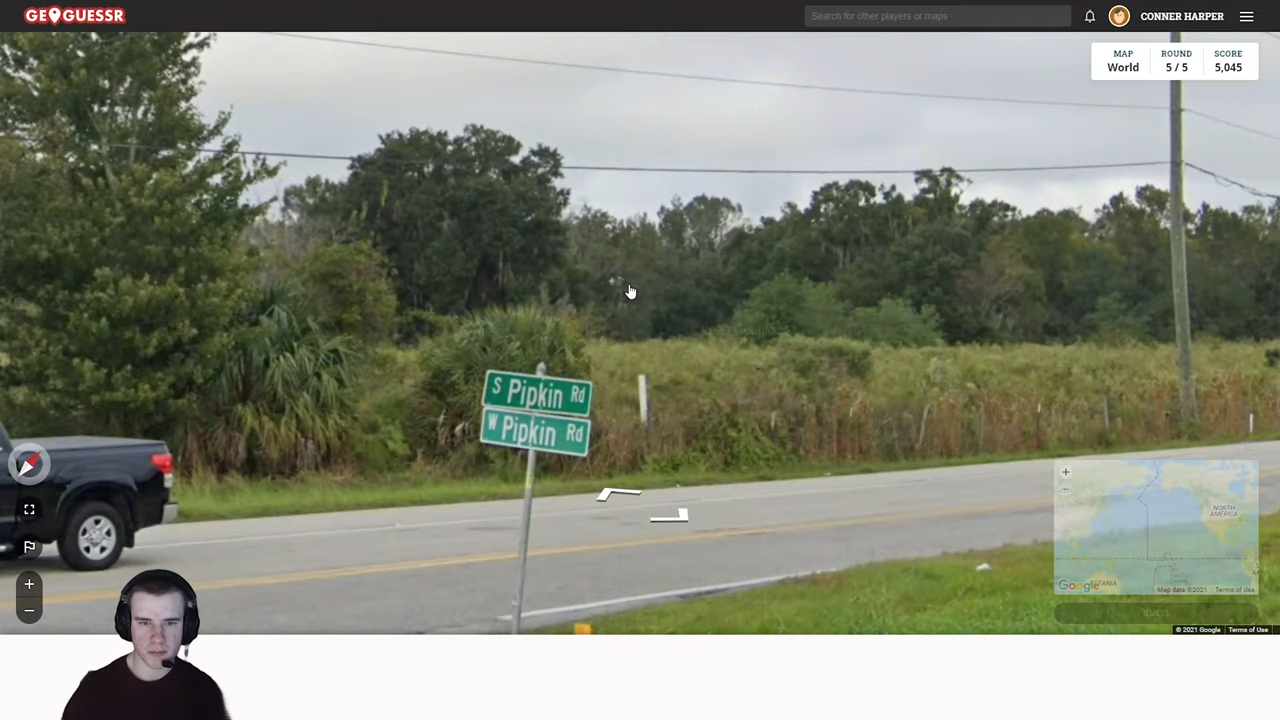 GEOGUESSR
Search for other players or maps
CONNER HARPER
MAP
World
ROUND
5 / 5
SCORE
5,045
S Pipkin Rd
W Pipkin Rd
NORTH
AMERICA
Google
Map data ©2021
Terms of Use
GUESS
© 2021 Google
Terms of Use